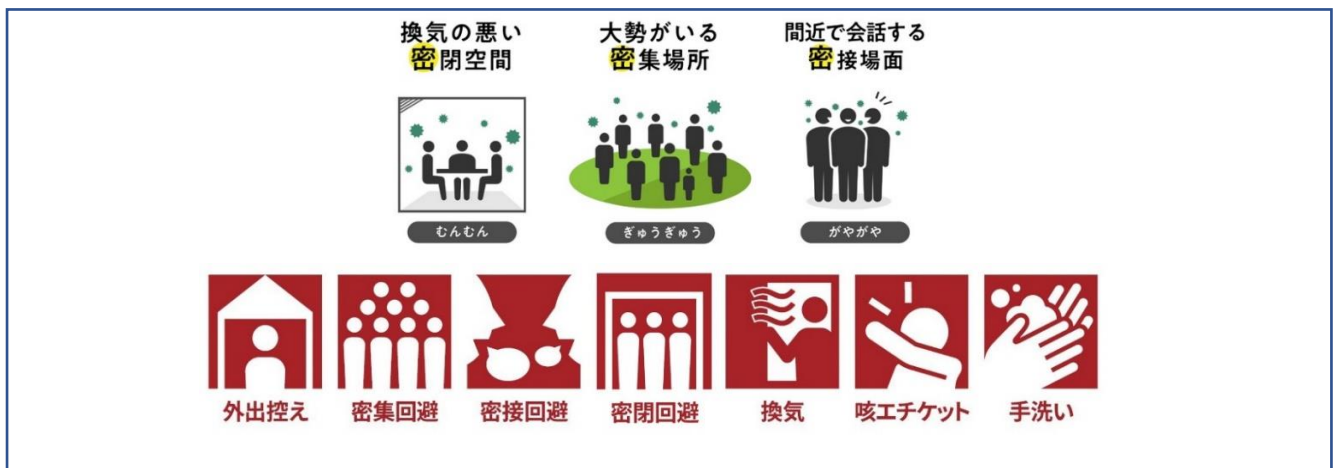 換気の悪い
密閉空間
大勢がいる
密集場所
間近で会話する
密接場面
むんむん
ぎゅうぎゅう
がやがや
外出控え
密集回避
密接回避
密閉回避
換気
咳エチケット
手洗い